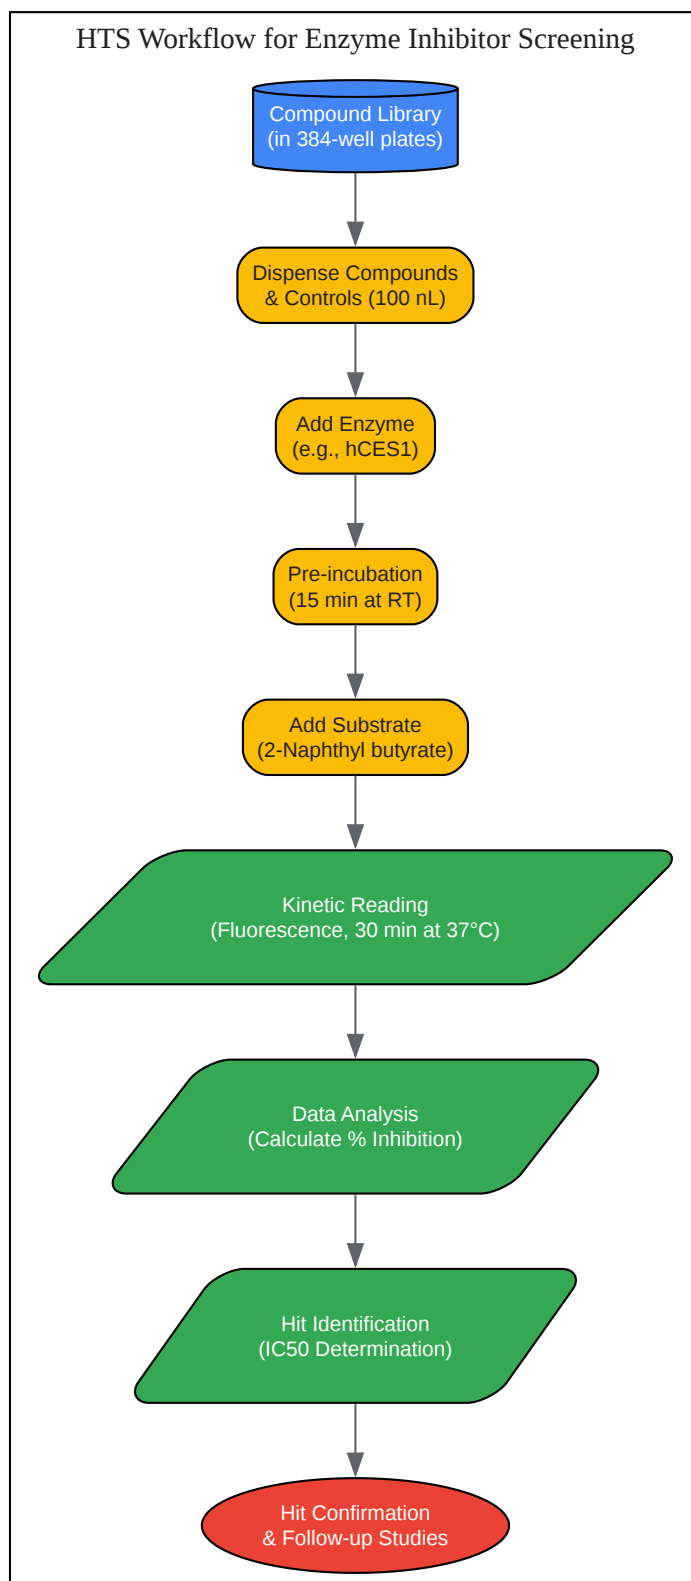 HTS Workflow for Enzyme Inhibitor Screening
Compound Library
(in 384-well plates)
Dispense Compounds
& Controls (100 nL)
Add Enzyme
(e.g., hCES1)
Pre-incubation
(15 min at RT)
Add Substrate
(2-Naphthyl butyrate)
Kinetic Reading
(Fluorescence, 30 min at 37°C)
Data Analysis
(Calculate % Inhibition)
Hit Identification
(IC50 Determination)
Hit Confirmation
& Follow-up Studies